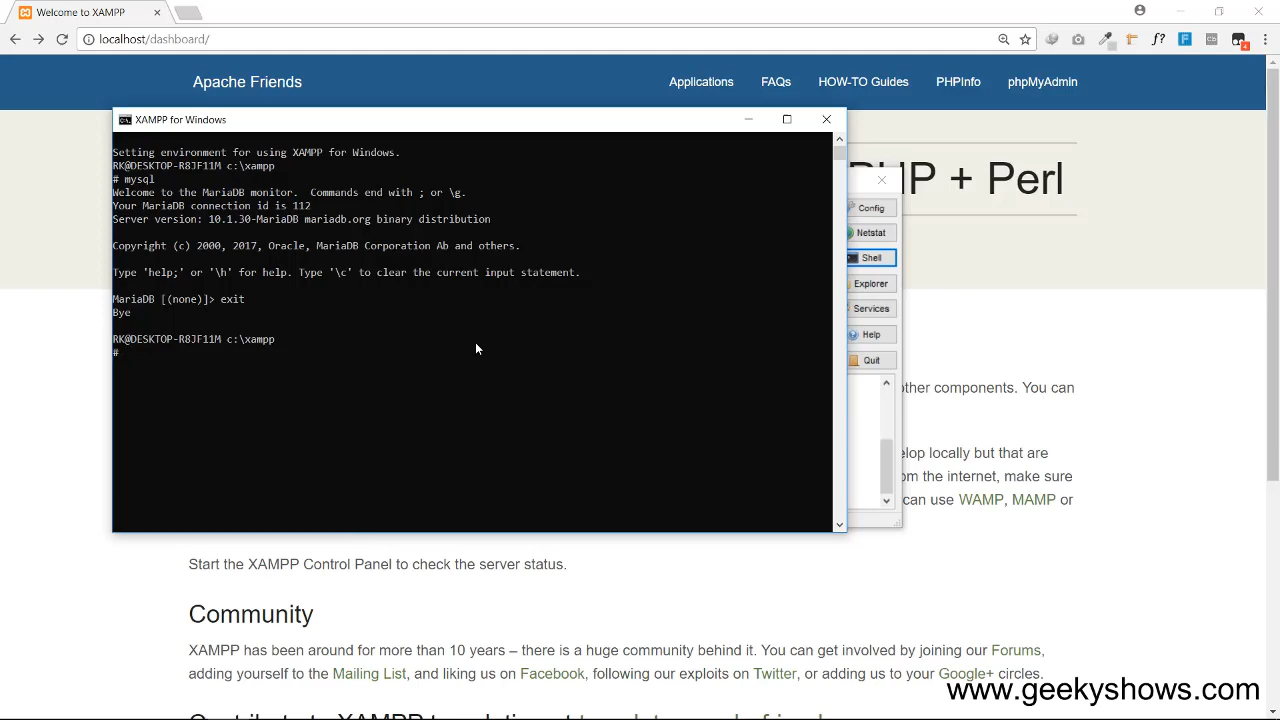 Welcome to XAMPP
localhost/dashboard/
Apache Friends
Applications FAQs HOW-TO Guides PHPInfo phpMyAdmin
XAMPP for Windows
Setting environment for using XAMPP for Windows.
RK@DESKTOP-R8JF11M c:\xampp
# mysql
Welcome to the MariaDB monitor.  Commands end with ; or \g.
Your MariaDB connection id is 112
Server version: 10.1.30-MariaDB mariadb.org binary distribution
Copyright (c) 2000, 2017, Oracle, MariaDB Corporation Ab and others.
Type 'help;' or '\h' for help. Type '\c' to clear the current input statement.
MariaDB [(none)]> exit
Bye
RK@DESKTOP-R8JF11M c:\xampp
#
+ Perl
Config
Netstat
Shell
Explorer
Services
Help
Quit
other components. You can
locally but that are
the internet, make sure
can use WAMP, MAMP or
Start the XAMPP Control Panel to check the server status.
Community
XAMPP has been around for more than 10 years – there is a huge community behind it. You can get involved by joining our Forums,
adding yourself to the Mailing List, and liking us on Facebook, following our exploits on Twitter, or adding us to your Google+ circles.
www.geekyshows.com